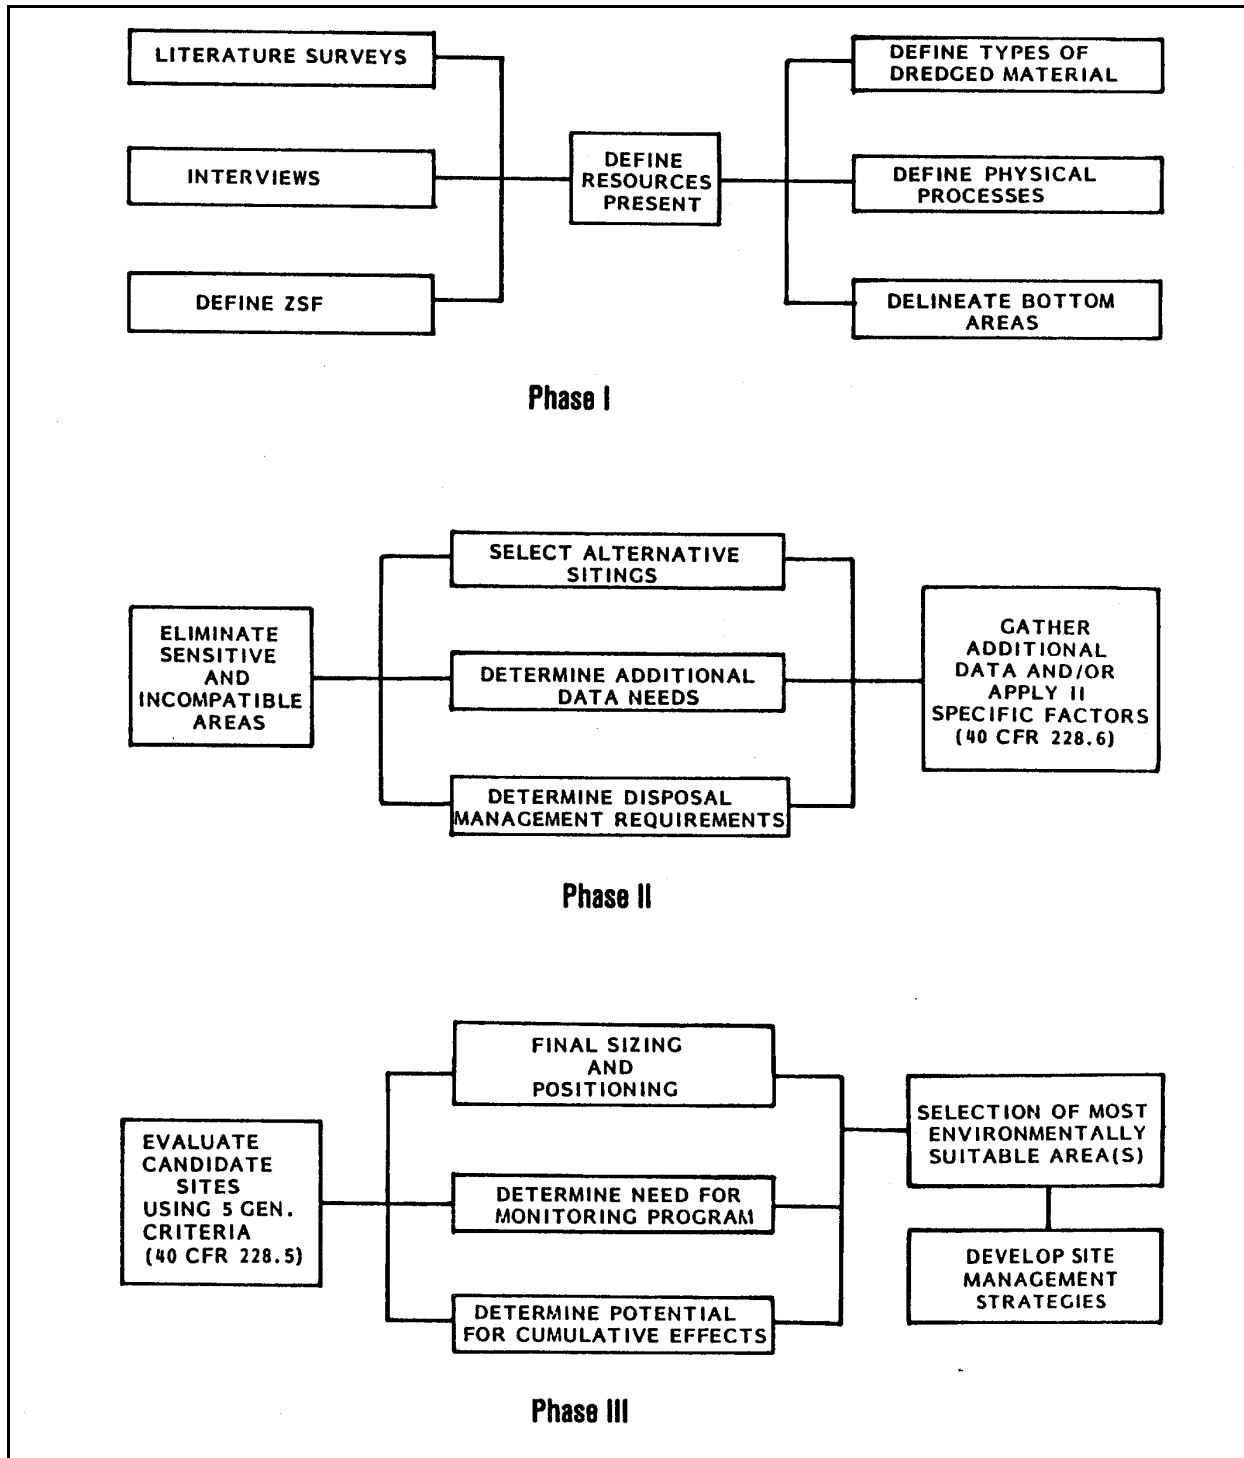 LITERATURE SURVEYS
INTERVIEWS
DEFINE ZSF
DEFINE
RESOURCES
PRESENT
DEFINE TYPES OF
DREDGED MATERIAL
DEFINE PHYSICAL
PROCESSES
DELINEATE BOTTOM
AREAS
Phase I
ELIMINATE
SENSITIVE
AND
INCOMPATIBLE
AREAS
SELECT ALTERNATIVE
SITINGS
DETERMINE ADDITIONAL
DATA NEEDS
DETERMINE DISPOSAL
MANAGEMENT REQUIREMENTS
GATHER
ADDITIONAL
DATA AND/OR
APPLY II
SPECIFIC FACTORS
(40 CFR 228.6)
Phase II
EVALUATE
CANDIDATE
SITES
USING 5 GEN.
CRITERIA
(40 CFR 228.5)
FINAL SIZING
AND
POSITIONING
DETERMINE NEED FOR
MONITORING PROGRAM
DETERMINE POTENTIAL
FOR CUMULATIVE EFFECTS
SELECTION OF MOST
ENVIRONMENTALLY
SUITABLE AREA(S)
DEVELOP SITE
MANAGEMENT
STRATEGIES
Phase III